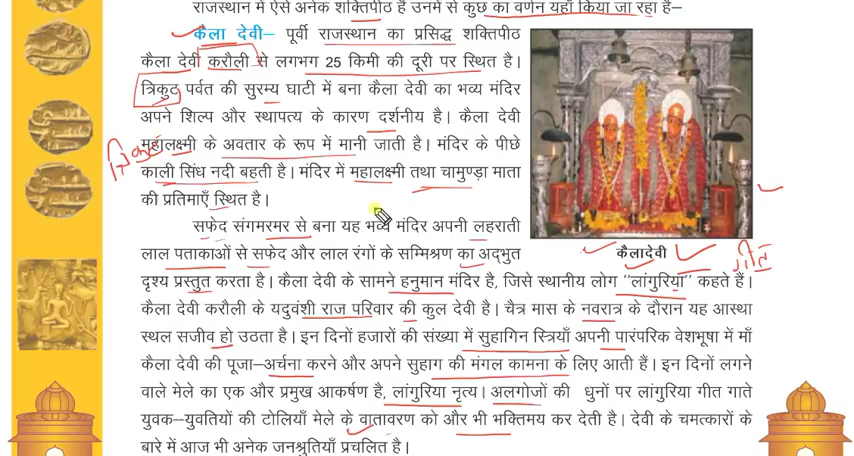 राजस्थान में ऐसे अनेक शक्तिपीठ हैं उनमें से कुछ का वर्णन यहाँ किया जा रहा है–
कैला देवी– पूर्वी राजस्थान का प्रसिद्ध शक्तिपीठ
कैला देवी करौली से लगभग 25 किमी की दूरी पर स्थित है।
त्रिकुट पर्वत की सुरम्य घाटी में बना कैला देवी का भव्य मंदिर
अपने शिल्प और स्थापत्य के कारण दर्शनीय है। कैला देवी
महालक्ष्मी के अवतार के रूप में मानी जाती है। मंदिर के पीछे
काली सिंध नदी बहती है। मंदिर में महालक्ष्मी तथा चामुण्डा माता
की प्रतिमाएँ स्थित है।
सफेद संगमरमर से बना यह भव्य मंदिर अपनी लहराती
लाल पताकाओं से सफेद और लाल रंगों के सम्मिश्रण का अद्भुत
कैलादेवी
दृश्य प्रस्तुत करता है। कैला देवी के सामने हनुमान मंदिर है, जिसे स्थानीय लोग "लांगुरिया" कहते हैं।
कैला देवी करौली के यदुवंशी राज परिवार की कुल देवी है। चैत्र मास के नवरात्र के दौरान यह आस्था
स्थल सजीव हो उठता है। इन दिनों हजारों की संख्या में सुहागिन स्त्रियाँ अपनी पारंपरिक वेशभूषा में माँ
कैला देवी की पूजा–अर्चना करने और अपने सुहाग की मंगल कामना के लिए आती हैं। इन दिनों लगने
वाले मेले का एक और प्रमुख आकर्षण है, लांगुरिया नृत्य। अलगोजों की धुनों पर लांगुरिया गीत गाते
युवक–युवतियों की टोलियाँ मेले के वातावरण को और भी भक्तिमय कर देती है। देवी के चमत्कारों के
बारे में आज भी अनेक जनश्रुतियाँ प्रचलित है।